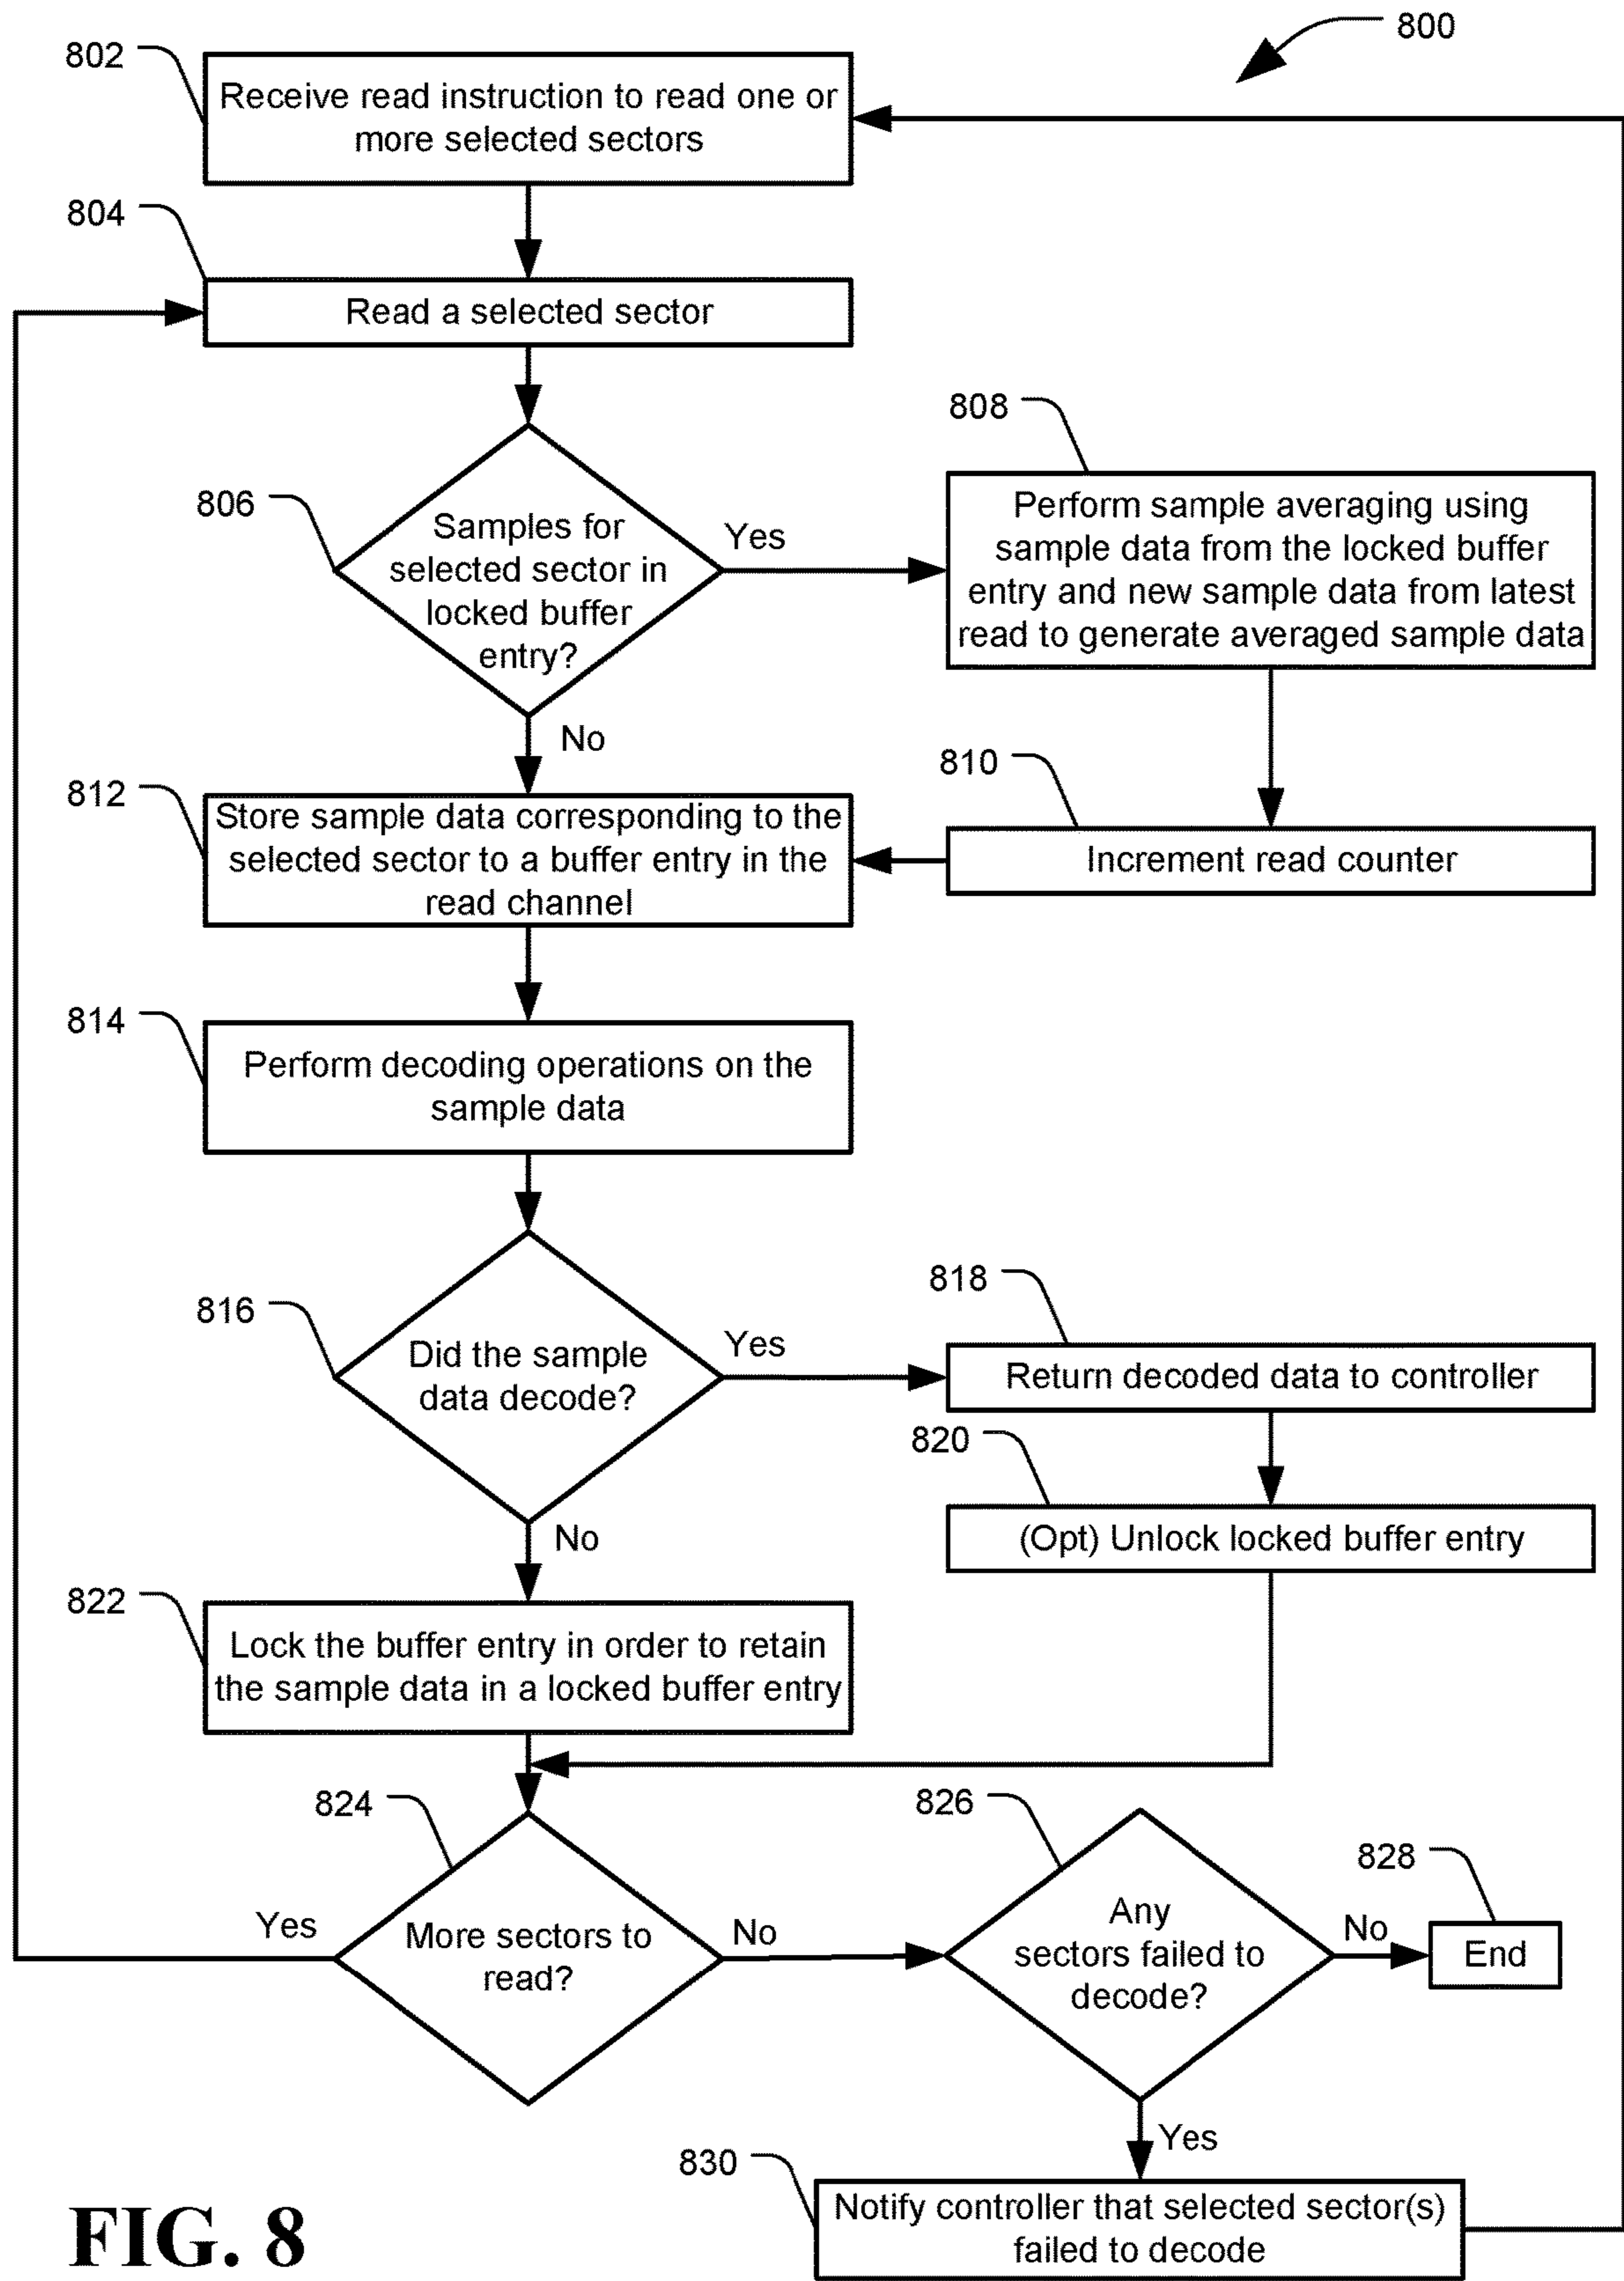 800
802
Receive read instruction to read one or
more selected sectors
804
Read a selected sector
806
Samples for
selected sector in
locked buffer
entry?
Yes
No
808
Perform sample averaging using
sample data from the locked buffer
entry and new sample data from latest
read to generate averaged sample data
810
Increment read counter
812
Store sample data corresponding to the
selected sector to a buffer entry in the
read channel
814
Perform decoding operations on the
sample data
816
Did the sample
data decode?
Yes
No
818
Return decoded data to controller
820
(Opt) Unlock locked buffer entry
822
Lock the buffer entry in order to retain
the sample data in a locked buffer entry
824
More sectors to
read?
Yes
No
826
Any
sectors failed to
decode?
No
Yes
828
End
830
Notify controller that selected sector(s)
failed to decode
FIG. 8